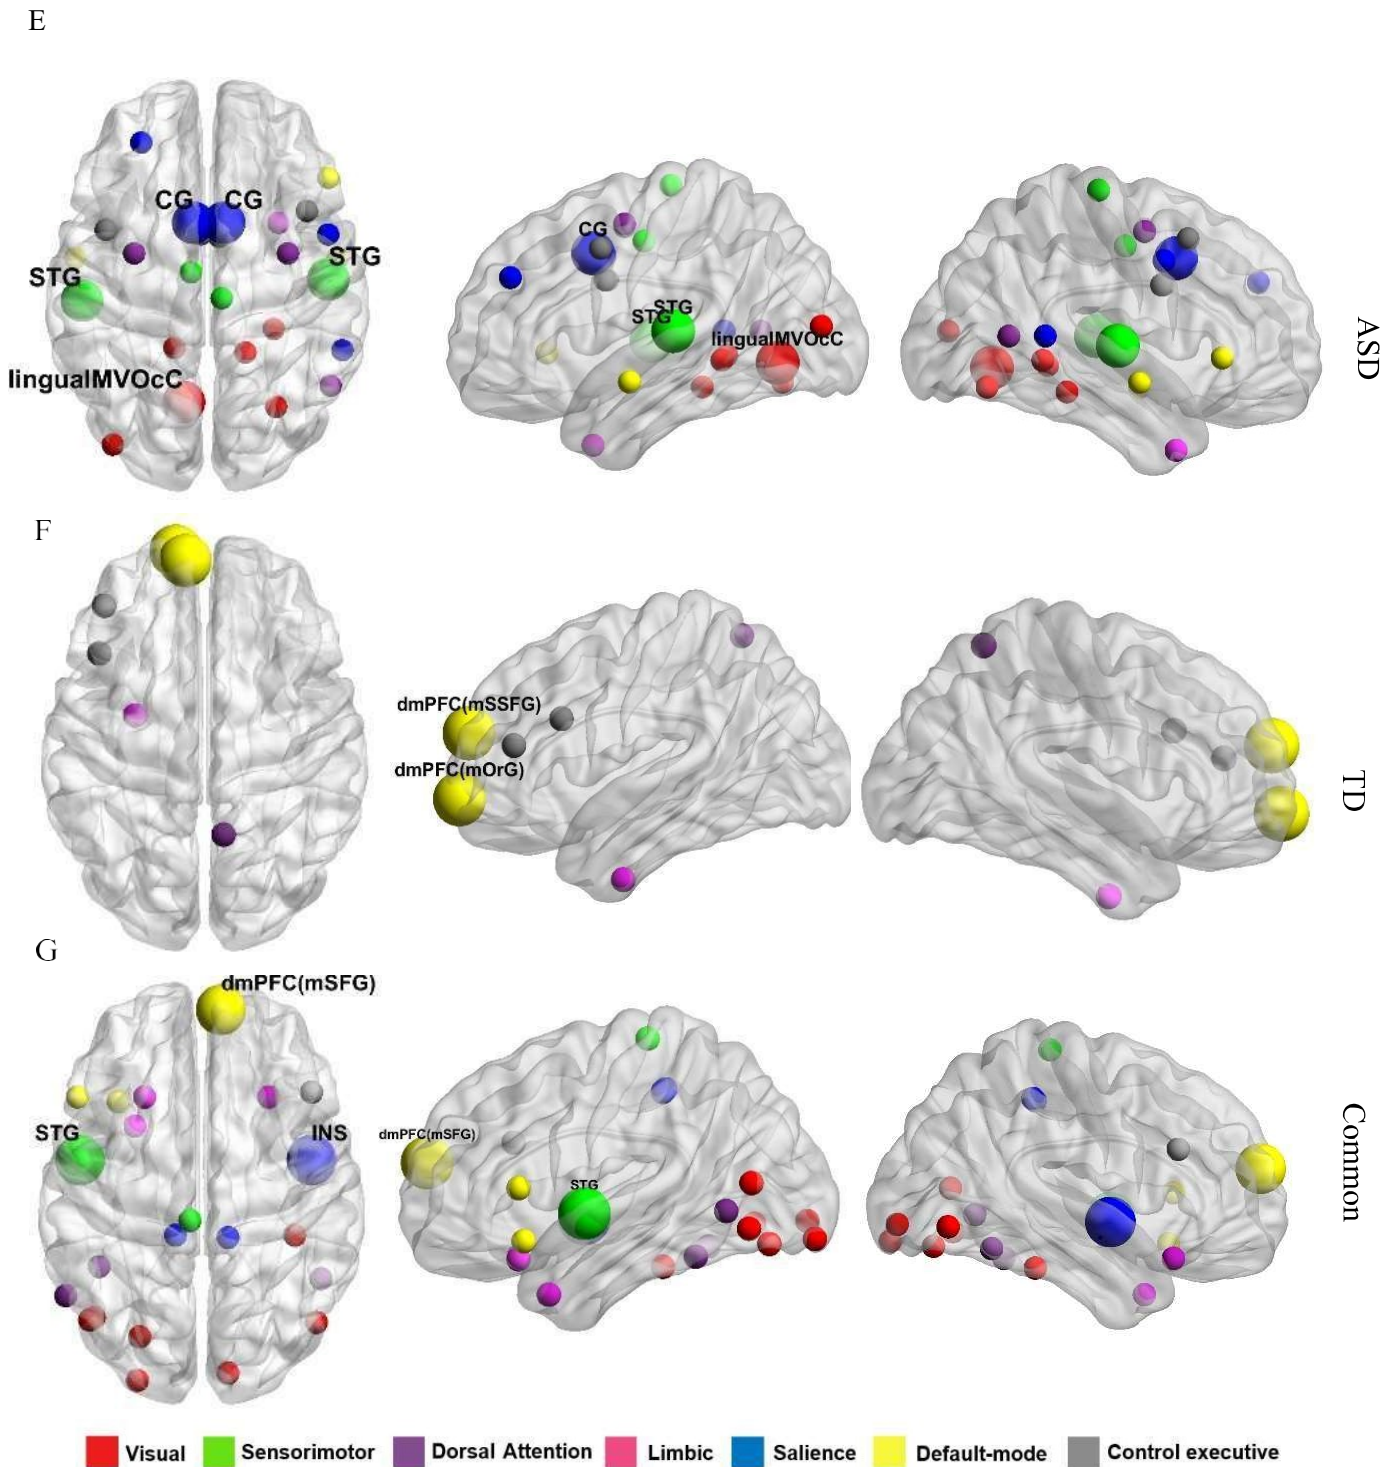 E
CG CG
STG
STG
lingualMVOcC
CG
STG
STG
lingualMVOcC
ASD
F
dmPFC(mSSFG)
dmPFC(mOrG)
TD
G
dmPFC(mSFG)
STG
INS
dmPFC(mSFG)
STG
Common
Visual Sensorimotor Dorsal Attention Limbic Salience Default-mode Control executive